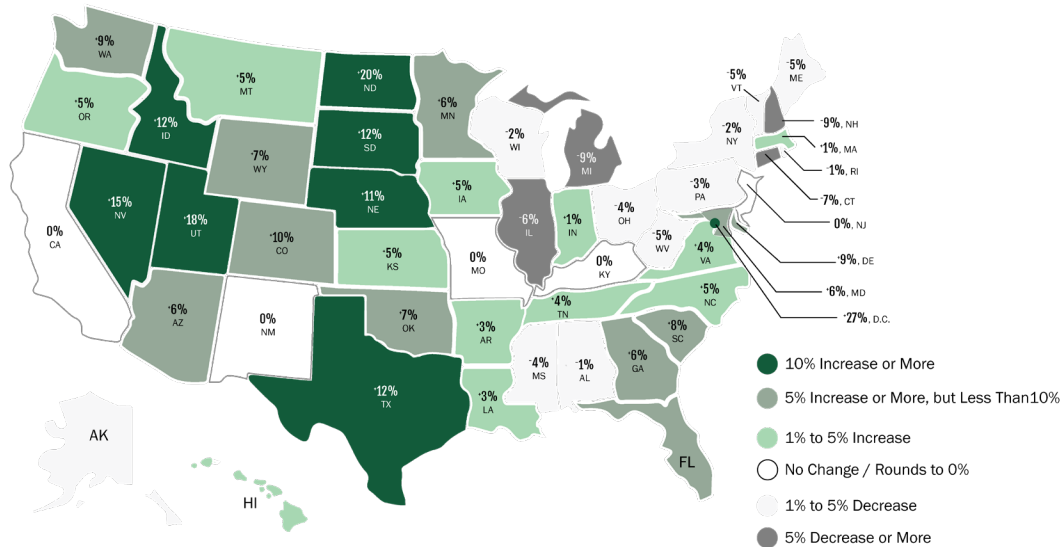 +9%
WA
+5%
OR
+5%
MT
+12%
ID
+20%
ND
+6%
MN
+12%
SD
+7%
WY
-2%
WI
-9%
MI
-5%
VT
-5%
ME
-2%
NY
-9%, NH
+1%, MA
-1%, RI
-7%, CT
0%, NJ
+9%, DE
+6%, MD
+27%, D.C.
0%
CA
+15%
NV
+18%
UT
+10%
CO
+11%
NE
+5%
IA
-6%
IL
+1%
IN
-4%
OH
-3%
PA
-5%
WV
+4%
VA
+5%
KS
0%
MO
0%
KY
+5%
NC
+4%
TN
+6%
AZ
0%
NM
+7%
OK
+3%
AR
-4%
MS
-1%
AL
+6%
GA
+8%
SC
+12%
TX
+3%
LA
FL
AK
HI
10% Increase or More
5% Increase or More, but Less Than10%
1% to 5% Increase
No Change / Rounds to 0%
1% to 5% Decrease
5% Decrease or More